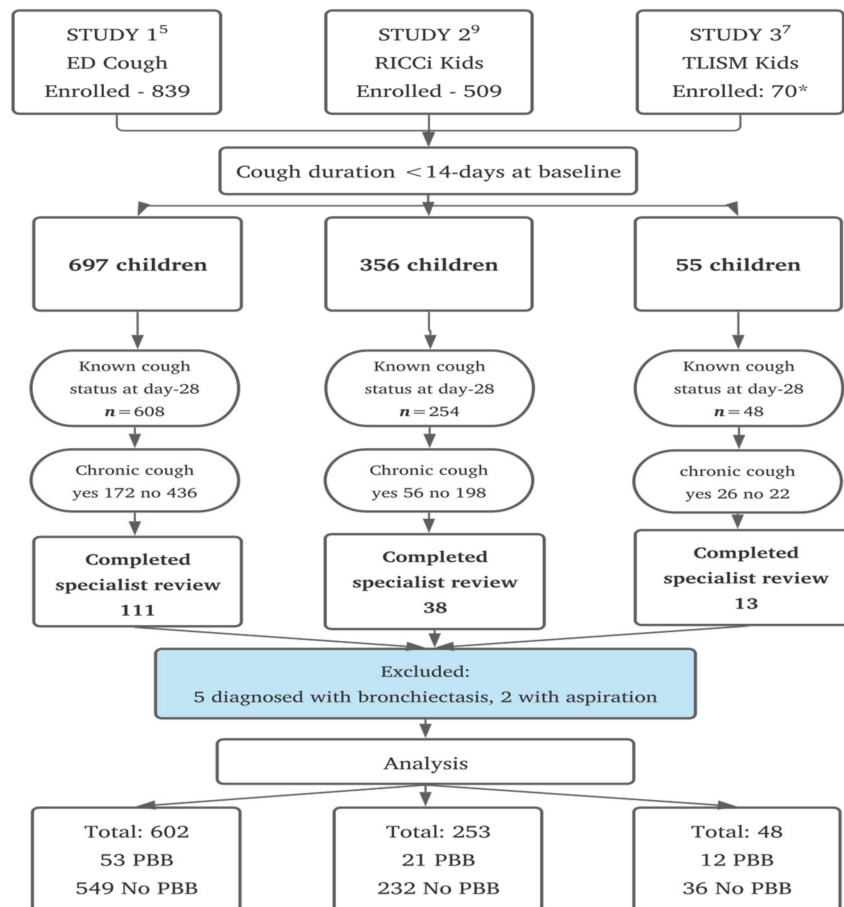 STUDY 1⁵
ED Cough
Enrolled - 839
STUDY 2⁹
RICCi Kids
Enrolled - 509
STUDY 3⁷
TLISM Kids
Enrolled: 70*
Cough duration <14-days at baseline
697 children
356 children
55 children
Known cough
status at day-28
n=608
Known cough
status at day-28
n=254
Known cough
status at day-28
n=48
Chronic cough
yes 172 no 436
Chronic cough
yes 56 no 198
chronic cough
yes 26 no 22
Completed
specialist review
111
Completed
specialist review
38
Completed
specialist review
13
Excluded:
5 diagnosed with bronchiectasis, 2 with aspiration
Analysis
Total: 602
53 PBB
549 No PBB
Total: 253
21 PBB
232 No PBB
Total: 48
12 PBB
36 No PBB